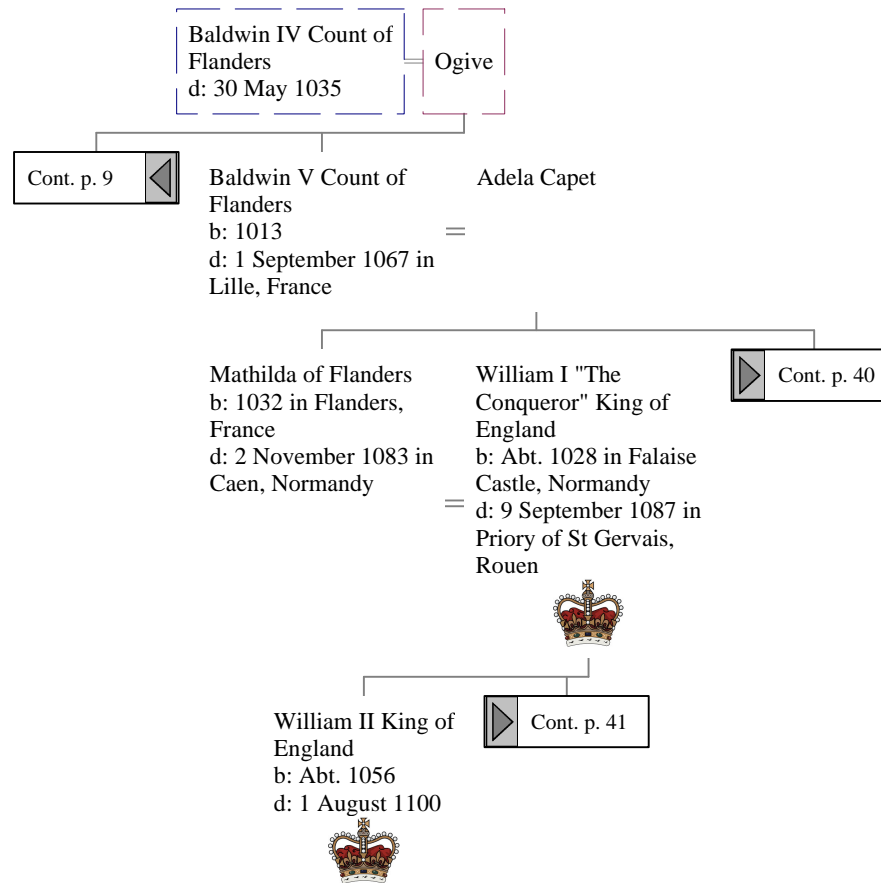 Baldwin IV Count of
Flanders
d: 30 May 1035
Ogive
Cont. p. 9
Baldwin V Count of
Flanders
b: 1013
d: 1 September 1067 in
Lille, France
Adela Capet
Mathilda of Flanders
b: 1032 in Flanders,
France
d: 2 November 1083 in
Caen, Normandy
William I "The
Conqueror" King of
England
b: Abt. 1028 in Falaise
Castle, Normandy
d: 9 September 1087 in
Priory of St Gervais,
Rouen
Cont. p. 40
William II King of
England
b: Abt. 1056
d: 1 August 1100
Cont. p. 41